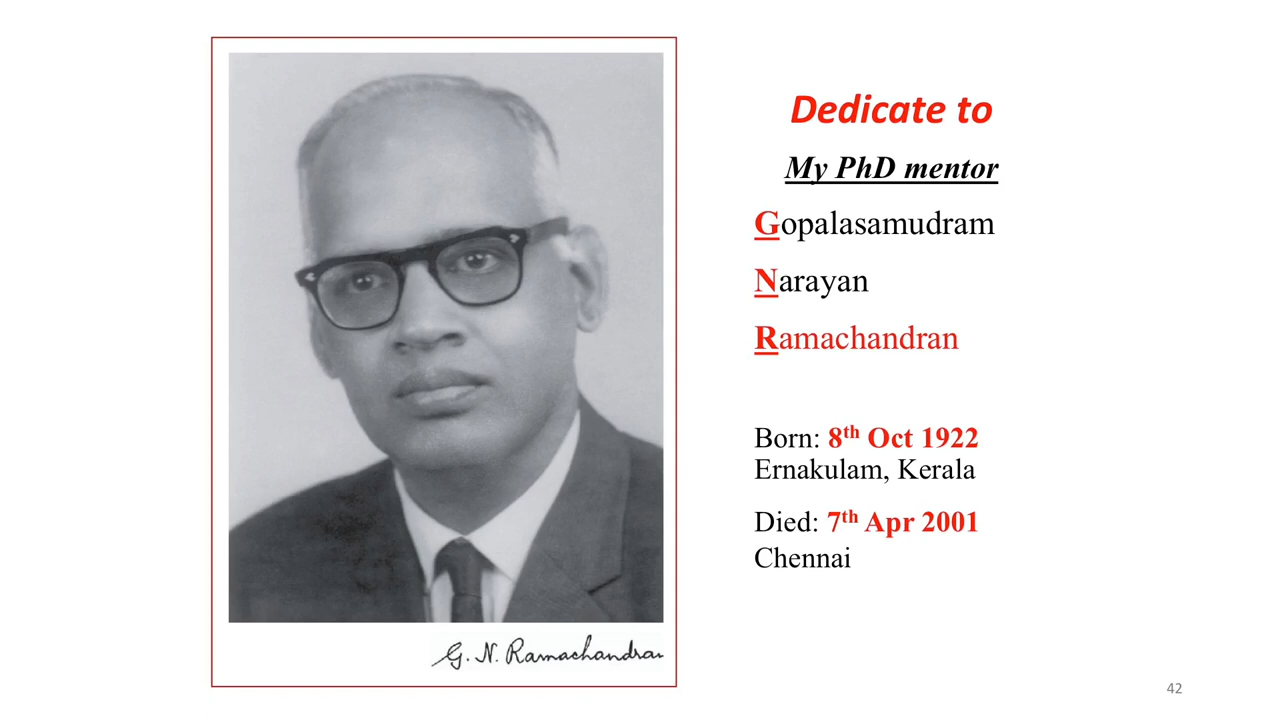 Dedicate to
My PhD mentor
Gopalasamudram
Narayan
Ramachandran
Born: 8th Oct 1922
Ernakulam, Kerala
Died: 7th Apr 2001
Chennai
G. N. Ramachandran
42